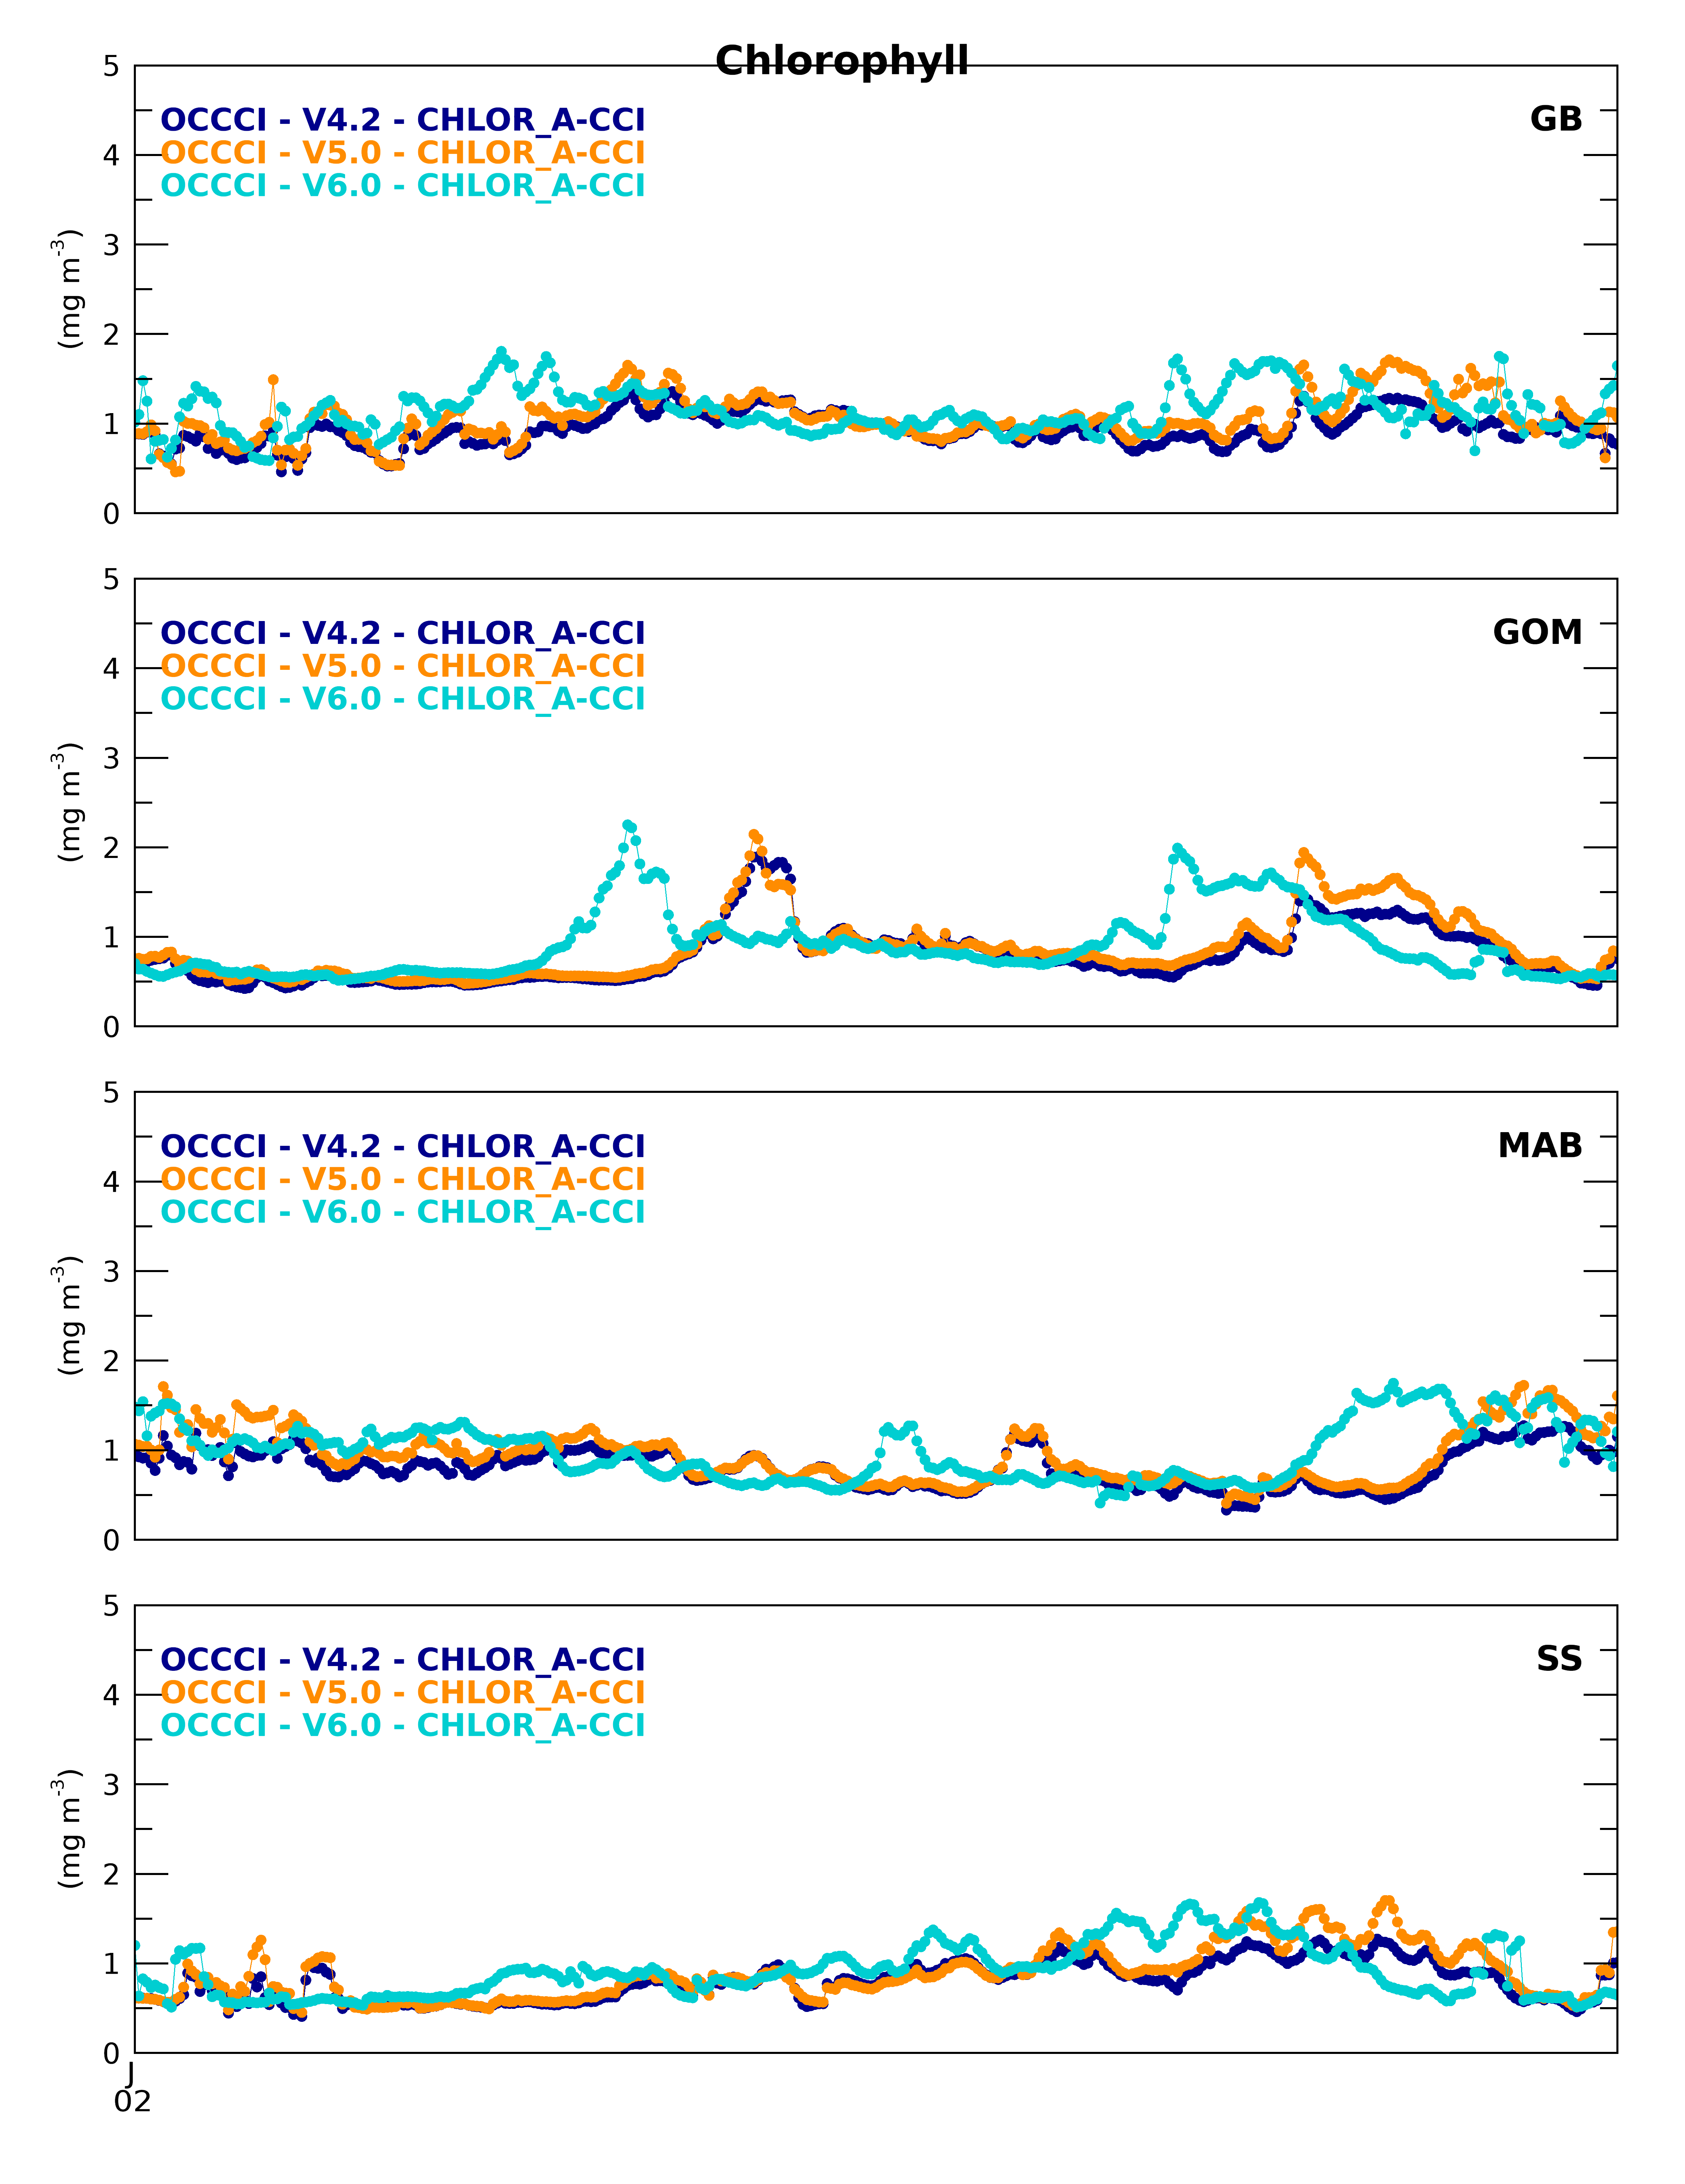 Chlorophyll
5
4
3
2
1
0
(mg m⁻³)
OCCCI - V4.2 - CHLOR_A-CCI
OCCCI - V5.0 - CHLOR_A-CCI
OCCCI - V6.0 - CHLOR_A-CCI
GB
5
4
3
2
1
0
(mg m⁻³)
OCCCI - V4.2 - CHLOR_A-CCI
OCCCI - V5.0 - CHLOR_A-CCI
OCCCI - V6.0 - CHLOR_A-CCI
GOM
5
4
3
2
1
0
(mg m⁻³)
OCCCI - V4.2 - CHLOR_A-CCI
OCCCI - V5.0 - CHLOR_A-CCI
OCCCI - V6.0 - CHLOR_A-CCI
MAB
5
4
3
2
1
0
(mg m⁻³)
OCCCI - V4.2 - CHLOR_A-CCI
OCCCI - V5.0 - CHLOR_A-CCI
OCCCI - V6.0 - CHLOR_A-CCI
SS
J
02